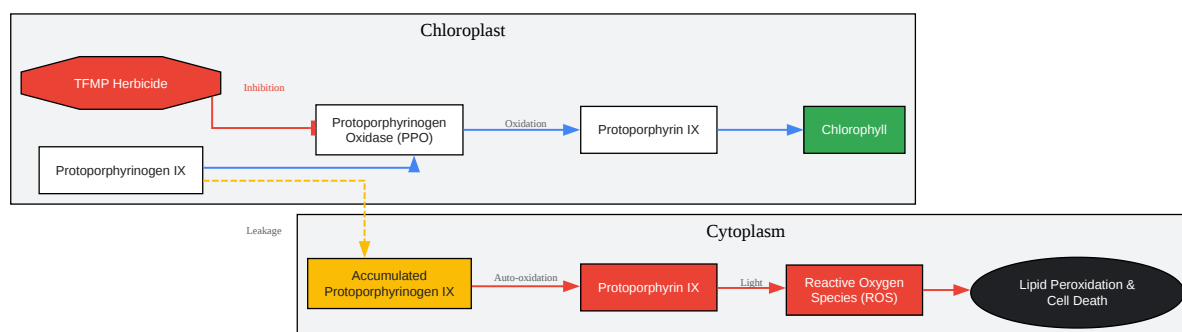 Chloroplast
TFMP Herbicide
Inhibition
Protoporphyrinogen
Oxidase (PPO)
Oxidation
Protoporphyrin IX
Chlorophyll
Protoporphyrinogen IX
Leakage
Cytoplasm
Accumulated
Protoporphyrinogen IX
Auto-oxidation
Protoporphyrin IX
Light
Reactive Oxygen
Species (ROS)
Lipid Peroxidation &
Cell Death